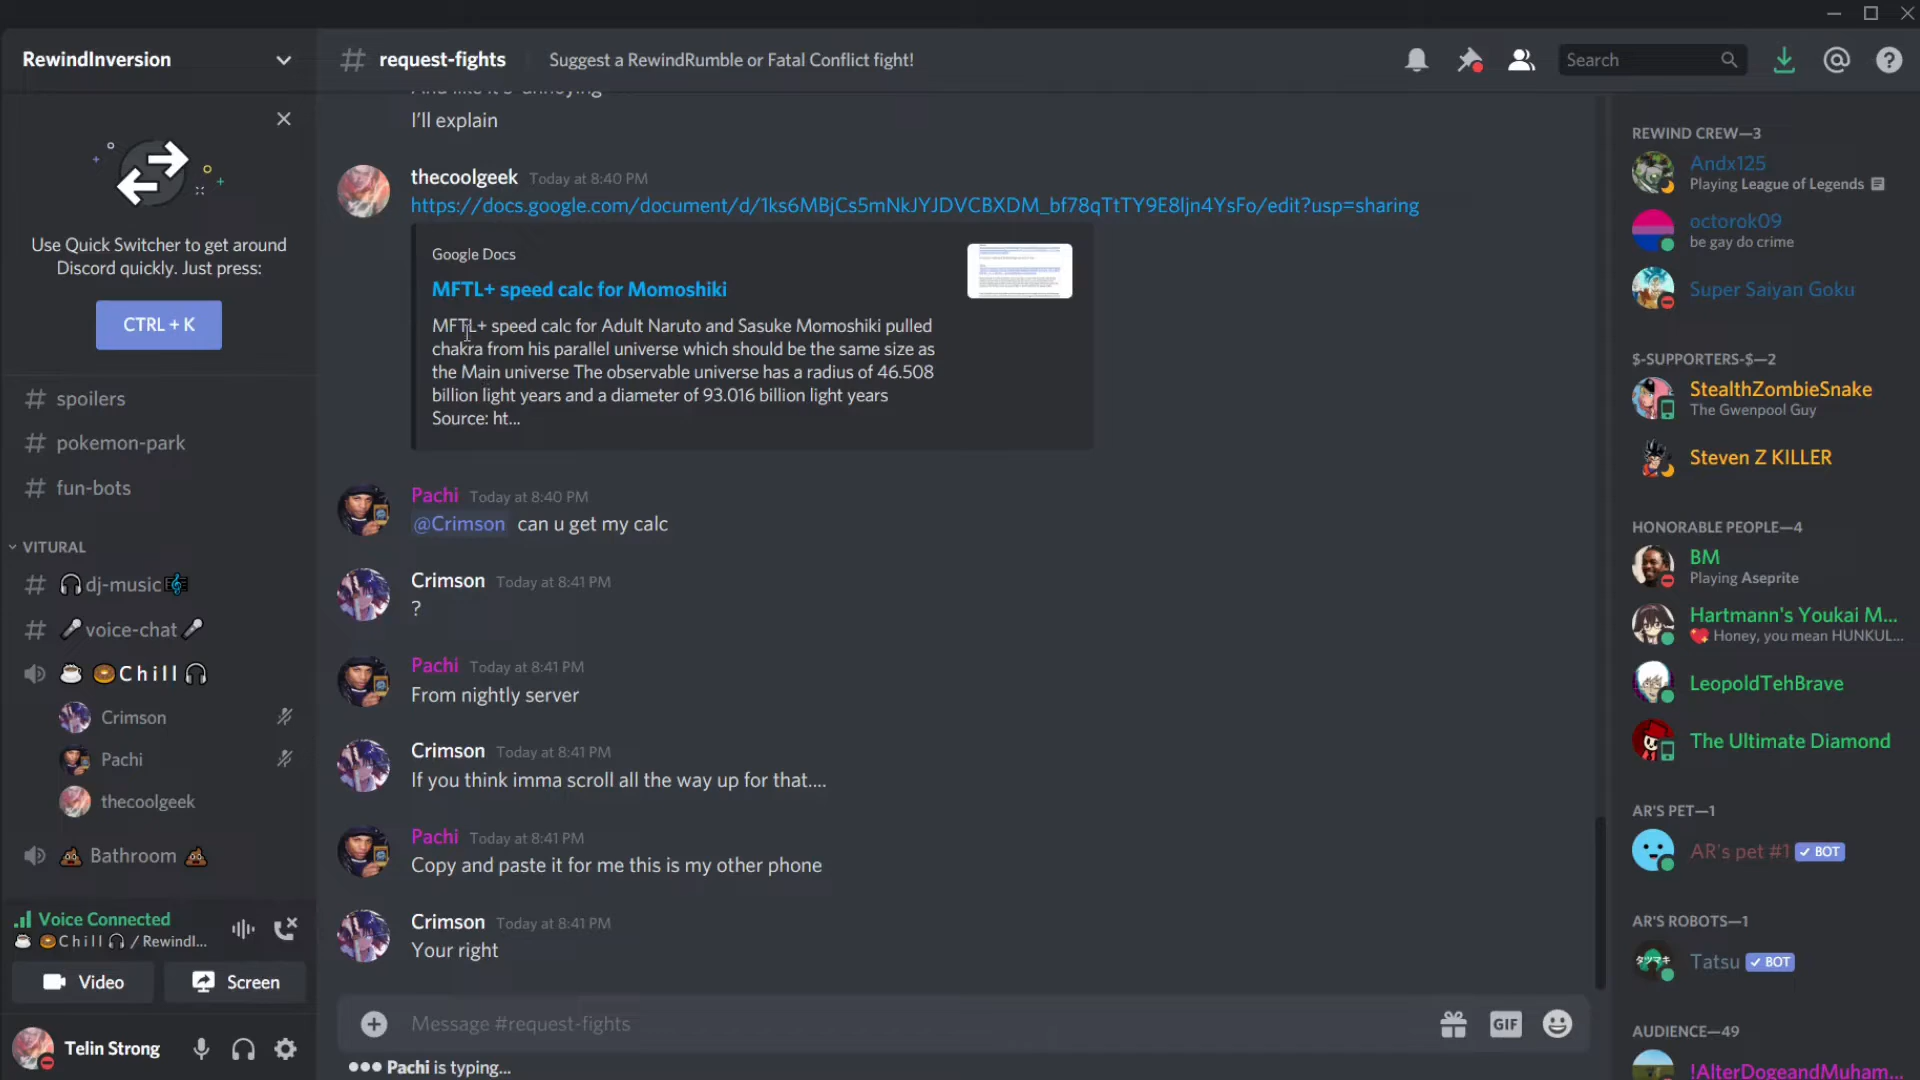 RewindInversion
request-fights
Suggest a RewindRumble or Fatal Conflict fight!
Search
Use Quick Switcher to get around
Discord quickly. Just press:
CTRL + K
spoilers
pokemon-park
fun-bots
VITURAL
dj-music
voice-chat
Chill
Crimson
Pachi
thecoolgeek
Bathroom
Voice Connected
Chill / RewindI...
Video
Screen
Telin Strong
And like it's annoying
I'll explain
thecoolgeek Today at 8:40 PM
https://docs.google.com/document/d/1ks6MBjCs5mNkJYJDVCBXDM_bf78qTtTY9E8ljn4YsFo/edit?usp=sharing
Google Docs
MFTL+ speed calc for Momoshiki
MFTL+ speed calc for Adult Naruto and Sasuke Momoshiki pulled
chakra from his parallel universe which should be the same size as
the Main universe The observable universe has a radius of 46.508
billion light years and a diameter of 93.016 billion light years
Source: ht...
Pachi Today at 8:40 PM
@Crimson can u get my calc
Crimson Today at 8:41 PM
?
Pachi Today at 8:41 PM
From nightly server
Crimson Today at 8:41 PM
If you think imma scroll all the way up for that....
Pachi Today at 8:41 PM
Copy and paste it for me this is my other phone
Crimson Today at 8:41 PM
Your right
Message #request-fights
GIF
Pachi is typing...
REWIND CREW—3
Andx125
Playing League of Legends
octorok09
be gay do crime
Super Saiyan Goku
$-SUPPORTERS-$—2
StealthZombieSnake
The Gwenpool Guy
Steven Z KILLER
HONORABLE PEOPLE—4
BM
Playing Aseprite
Hartmann's Youkai M...
Honey, you mean HUNKUL...
LeopoldTehBrave
The Ultimate Diamond
AR'S PET—1
AR's pet #1 BOT
AR'S ROBOTS—1
Tatsu BOT
AUDIENCE—49
!AlterDogeandMuham...